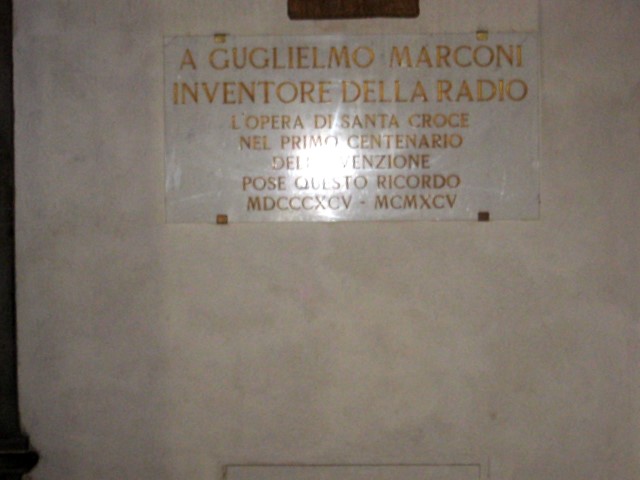 A GUGLIELMO MARCONI
INVENTORE DELLA RADIO
L'OPERA DI SANTA CROCE
NEL PRIMO CENTENARIO
POSE QUESTO RICORDO
MDCCCXCV - MCMXCV